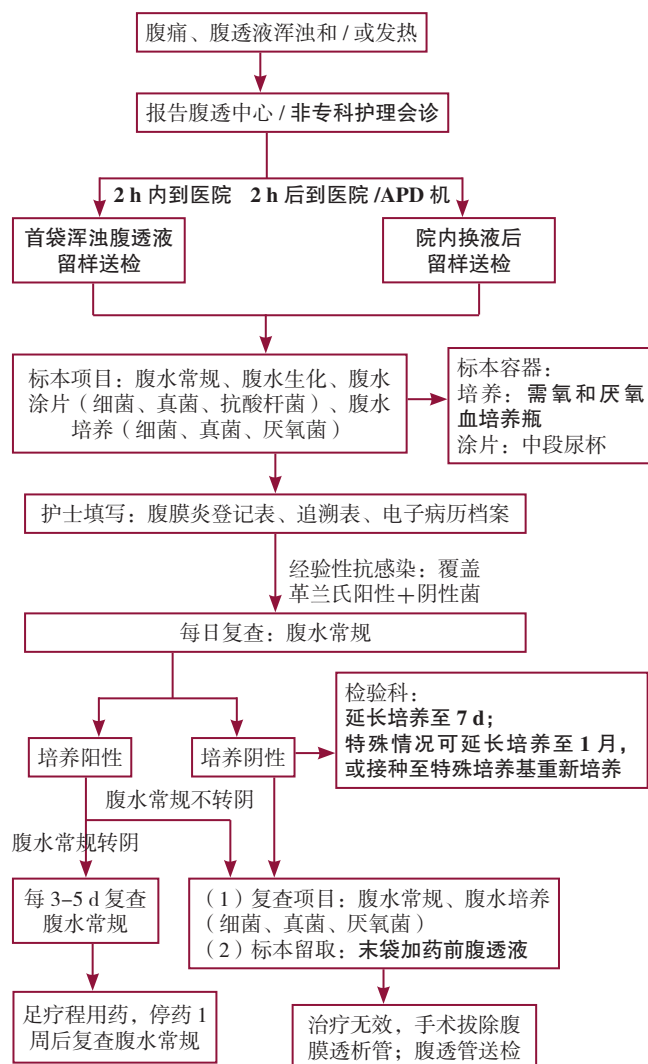 腹痛、腹透液浑浊和 / 或发热
报告腹透中心 / 非专科护理会诊
2 h 内到医院 2 h 后到医院 /APD 机
首袋浑浊腹透液
留样送检
院内换液后
留样送检
标本项目：腹水常规、腹水生化、腹水
涂片（细菌、真菌、抗酸杆菌）、腹水
培养（细菌、真菌、厌氧菌）
标本容器：
培养：需氧和厌氧
血培养瓶
涂片：中段尿杯
护士填写：腹膜炎登记表、追溯表、电子病历档案
经验性抗感染：覆盖
革兰氏阳性＋阴性菌
每日复查：腹水常规
培养阳性
培养阴性
检验科：
延长培养至 7 d；
特殊情况可延长培养至 1 月，
或接种至特殊培养基重新培养
腹水常规不转阴
腹水常规转阴
每 3–5 d 复查
腹水常规
（1）复查项目：腹水常规、腹水培养
（细菌、真菌、厌氧菌）
（2）标本留取：末袋加药前腹透液
足疗程用药，停药 1
周后复查腹水常规
治疗无效，手术拔除腹
膜透析管；腹透管送检